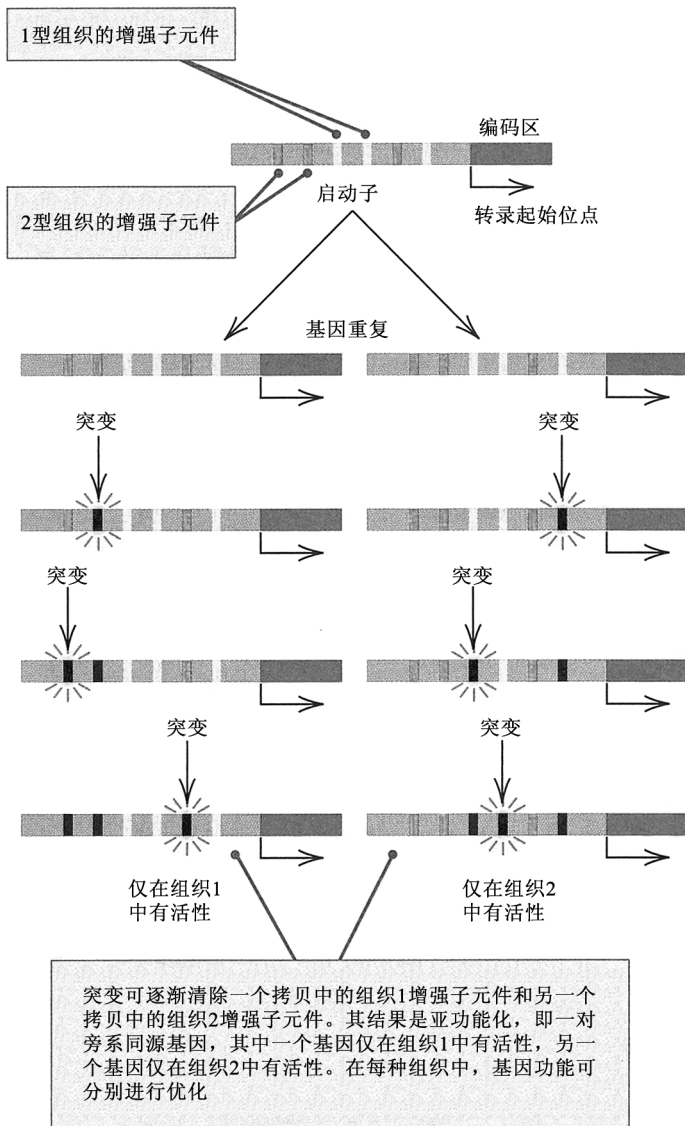 1型组织的增强子元件
编码区
2型组织的增强子元件
启动子
转录起始位点
基因重复
突变
突变
突变
突变
突变
突变
仅在组织1
中有活性
仅在组织2
中有活性
突变可逐渐清除一个拷贝中的组织1增强子元件和另一个
拷贝中的组织2增强子元件。其结果是亚功能化，即一对
旁系同源基因，其中一个基因仅在组织1中有活性，另一
个基因仅在组织2中有活性。在每种组织中，基因功能可
分别进行优化